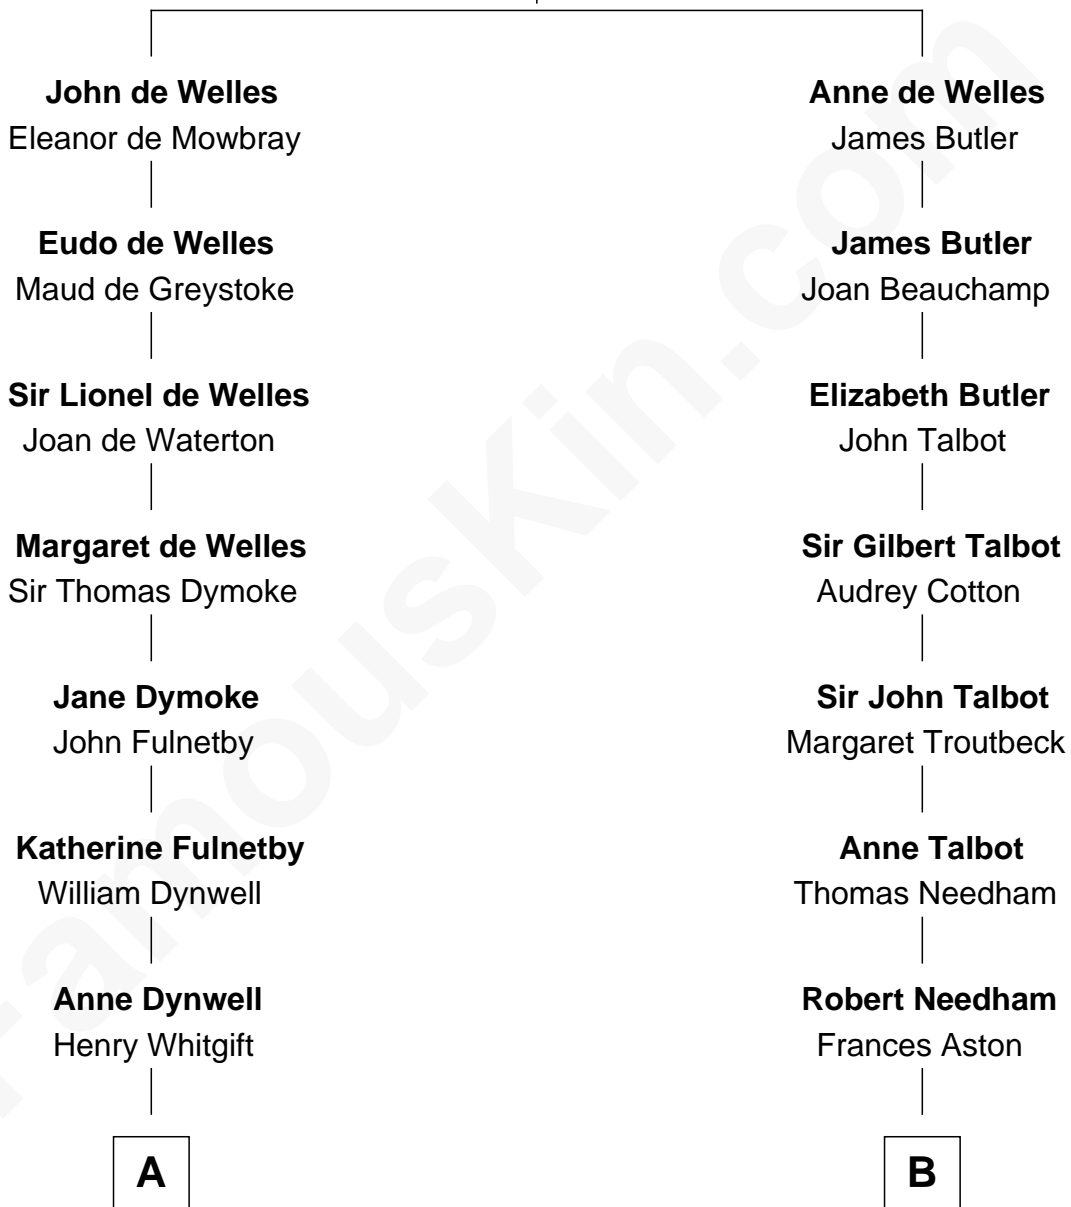 John de Welles
Eleanor de Mowbray
Eudo de Welles
Maud de Greystoke
Sir Lionel de Welles
Joan de Waterton
Margaret de Welles
Sir Thomas Dymoke
Jane Dymoke
John Fulnetby
Katherine Fulnetby
William Dynwell
Anne Dynwell
Henry Whitgift
A
Anne de Welles
James Butler
James Butler
Joan Beauchamp
Elizabeth Butler
John Talbot
Sir Gilbert Talbot
Audrey Cotton
Sir John Talbot
Margaret Troutbeck
Anne Talbot
Thomas Needham
Robert Needham
Frances Aston
B
FamousKin.com